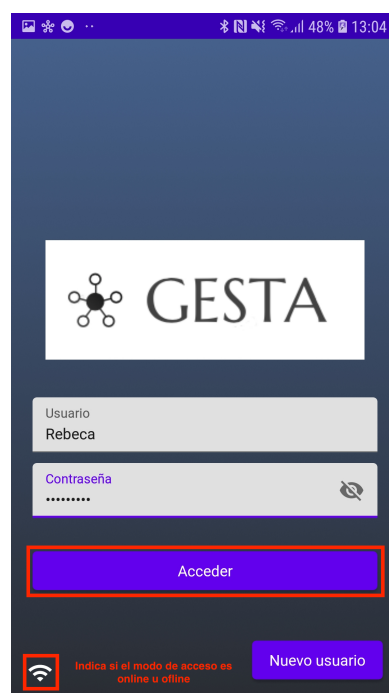 48% 13:04
GESTA
Usuario
Rebeca
Contraseña
•••••••••
Acceder
Indica si el modo de acceso es
online u ofline
Nuevo usuario